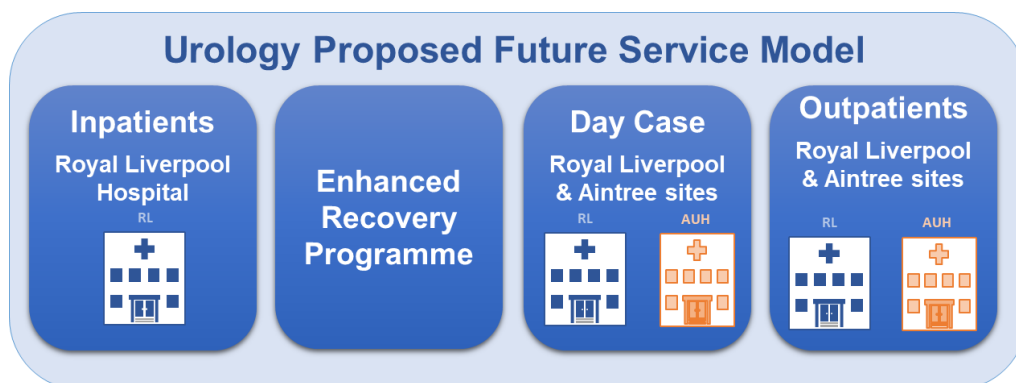 Urology Proposed Future Service Model
Inpatients
Royal Liverpool
Hospital
RL
Enhanced
Recovery
Programme
Day Case
Royal Liverpool
& Aintree sites
RL
AUH
Outpatients
Royal Liverpool
& Aintree sites
RL
AUH